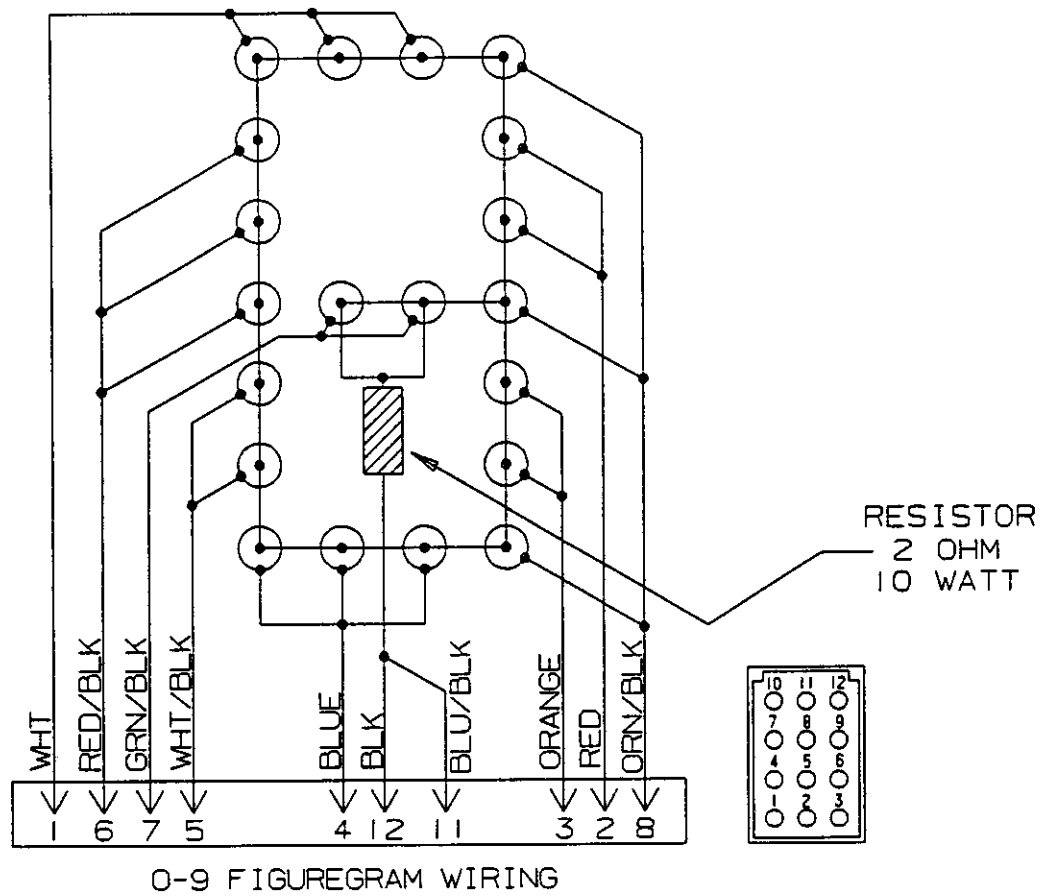 RESISTOR
2 OHM
10 WATT
WHT
RED/BLK
GRN/BLK
WHT/BLK
BLUE
BLK
BLU/BLK
ORANGE
RED
ORN/BLK
10 11 12
7 8 9
4 5 6
1 2 3
1 6 7 5 4 12 11 3 2 8
0-9 FIGUREGRAM WIRING